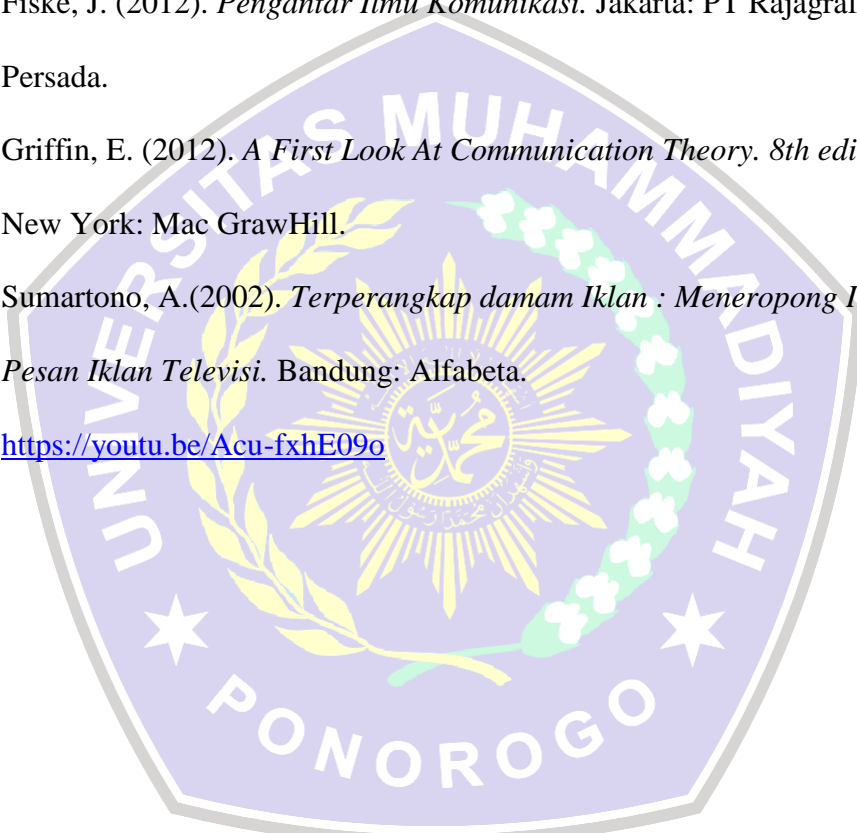 Fiske, J. (2012). Pengantar Ilmu Komunikasi. Jakarta: PT Rajagraf
Persada.
Griffin, E. (2012). A First Look At Communication Theory. 8th edi
New York: Mac GrawHill.
Sumartono, A.(2002). Terperangkap damam Iklan : Meneropong I
Pesan Iklan Televisi. Bandung: Alfabeta.
https://youtu.be/Acu-fxhE09o
UNIVERSITAS MUHAMMADIYAH
محمدية
PONOROGO